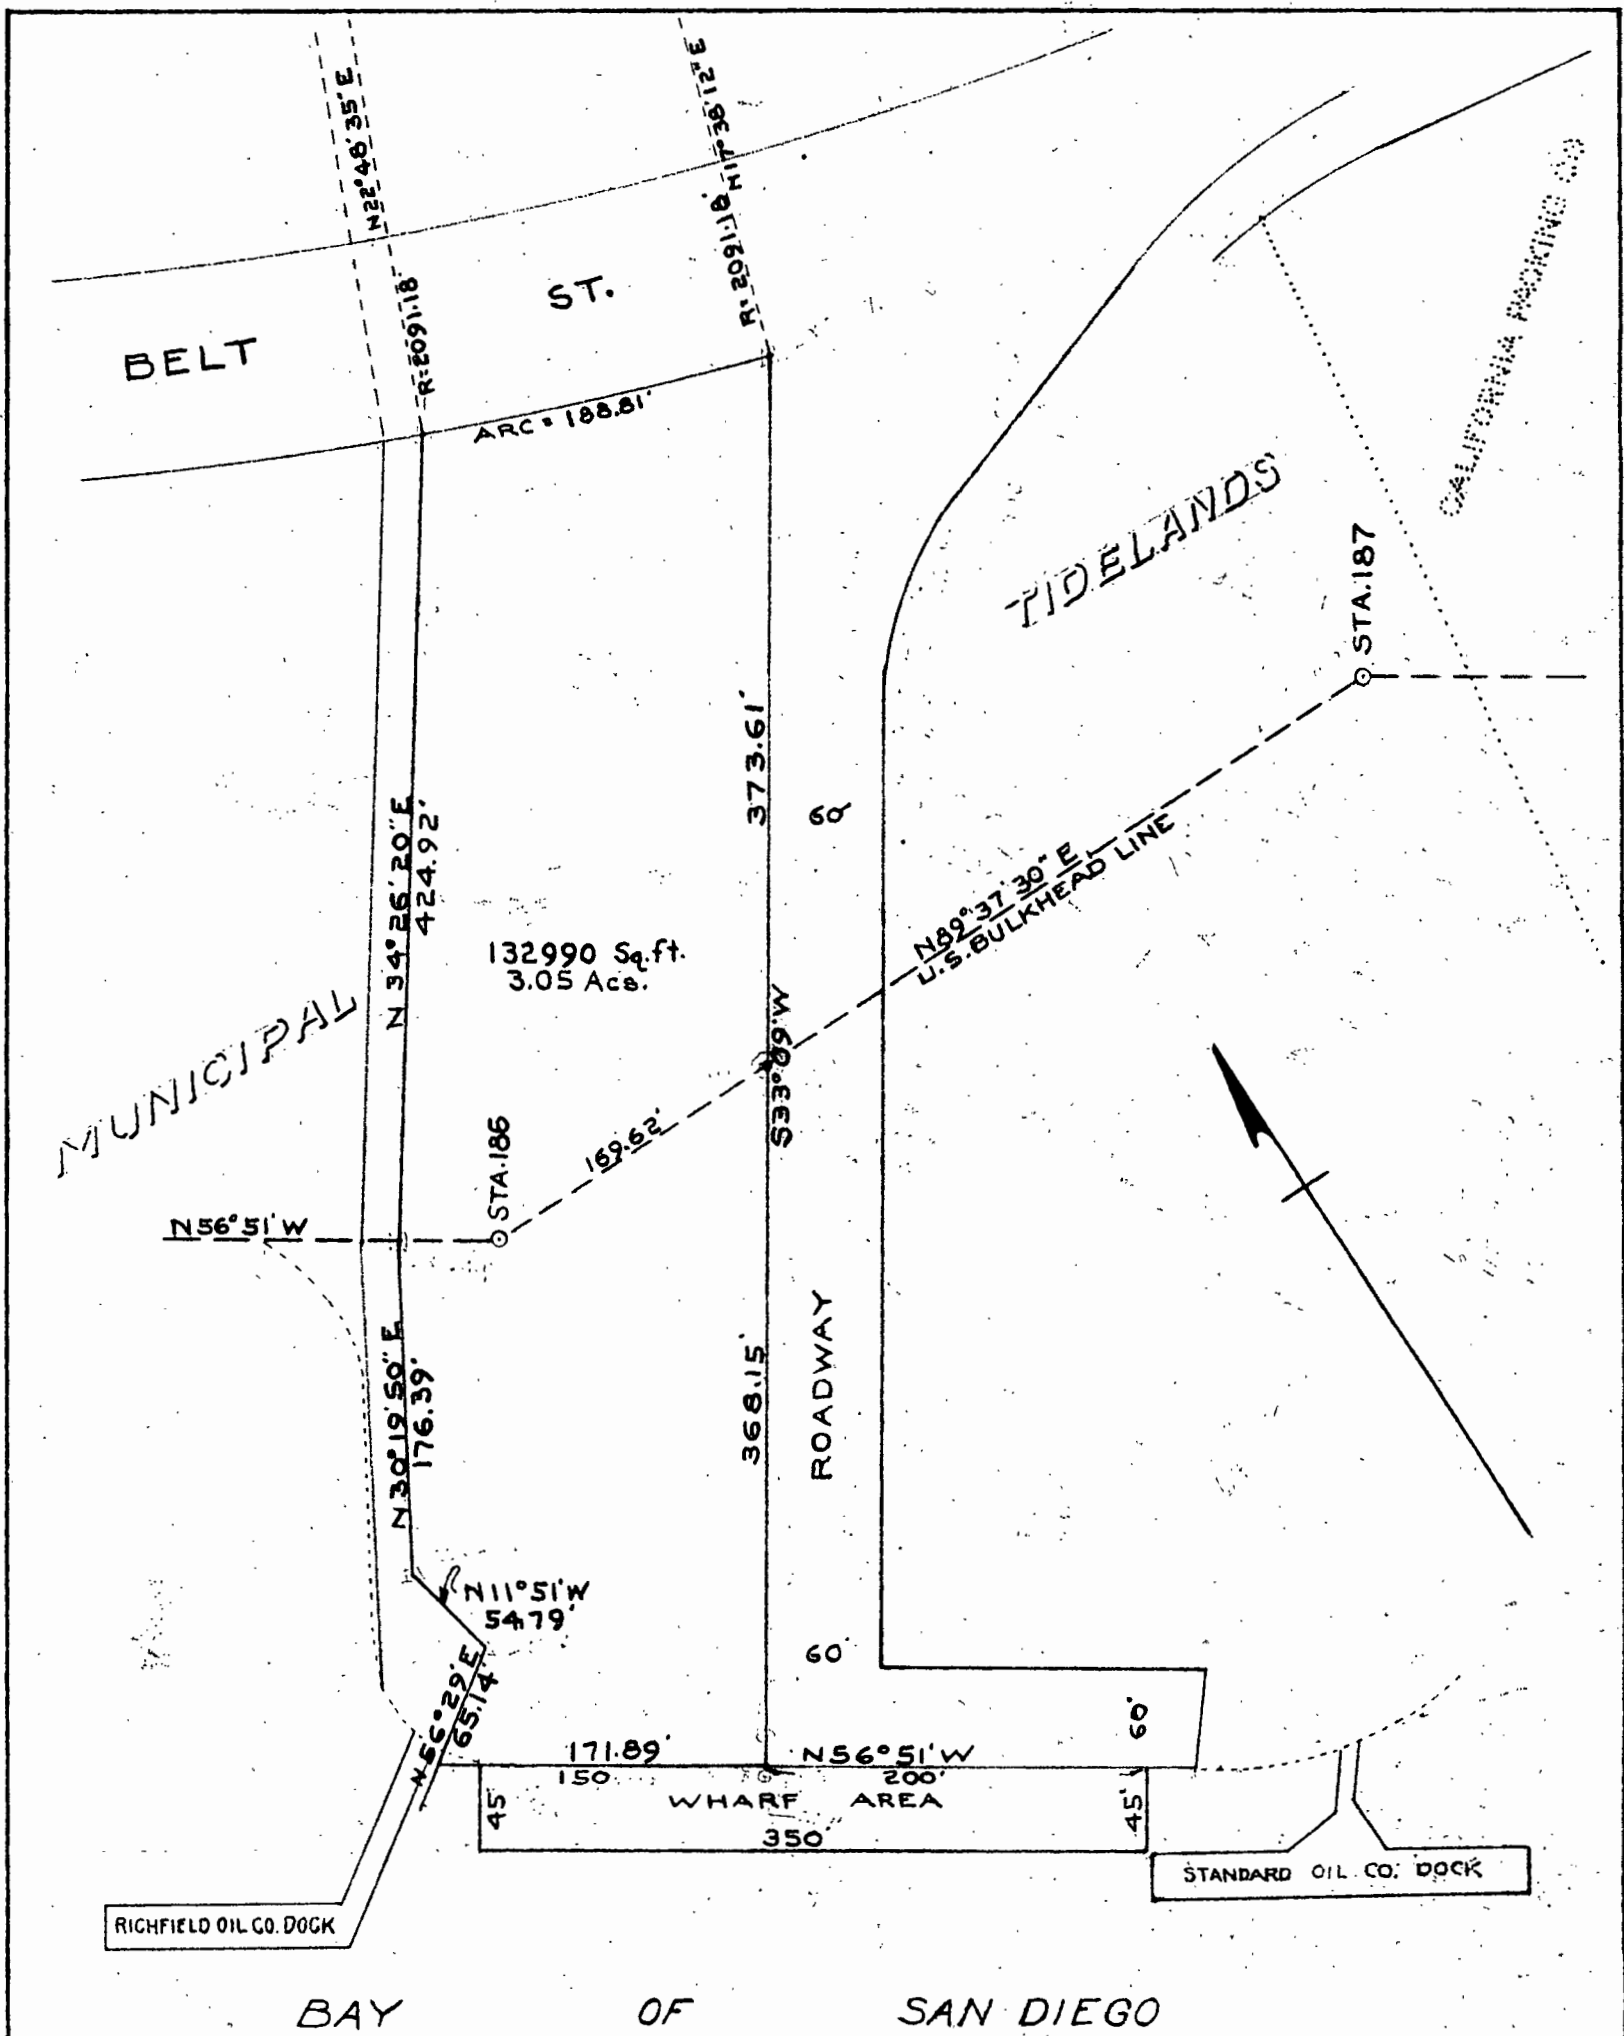 N22°48'35"E
R:2091.18'
N17°38'12"E
R:2091.18'
BELT ST.
ARC = 188.81'
CALIFORNIA PACKING CO
MUNICIPAL TIDELANDS
STA.187
373.61'
60'
N 34°26'20" E
424.92'
132990 Sq.ft.
3.05 Acs.
N89°37'30" E
U.S. BULKHEAD LINE
S33°09'W
169.62'
STA.186
N56°51'W
N 30°19'50" E
176.39'
368.15'
ROADWAY
N11°51'W
54.79'
60'
N 56°29' E
65.14'
171.89'
N56°51'W
60'
150
200'
45'
WHARF AREA
45'
350'
STANDARD OIL CO. DOCK
RICHFIELD OIL CO. DOCK
BAY OF SAN DIEGO